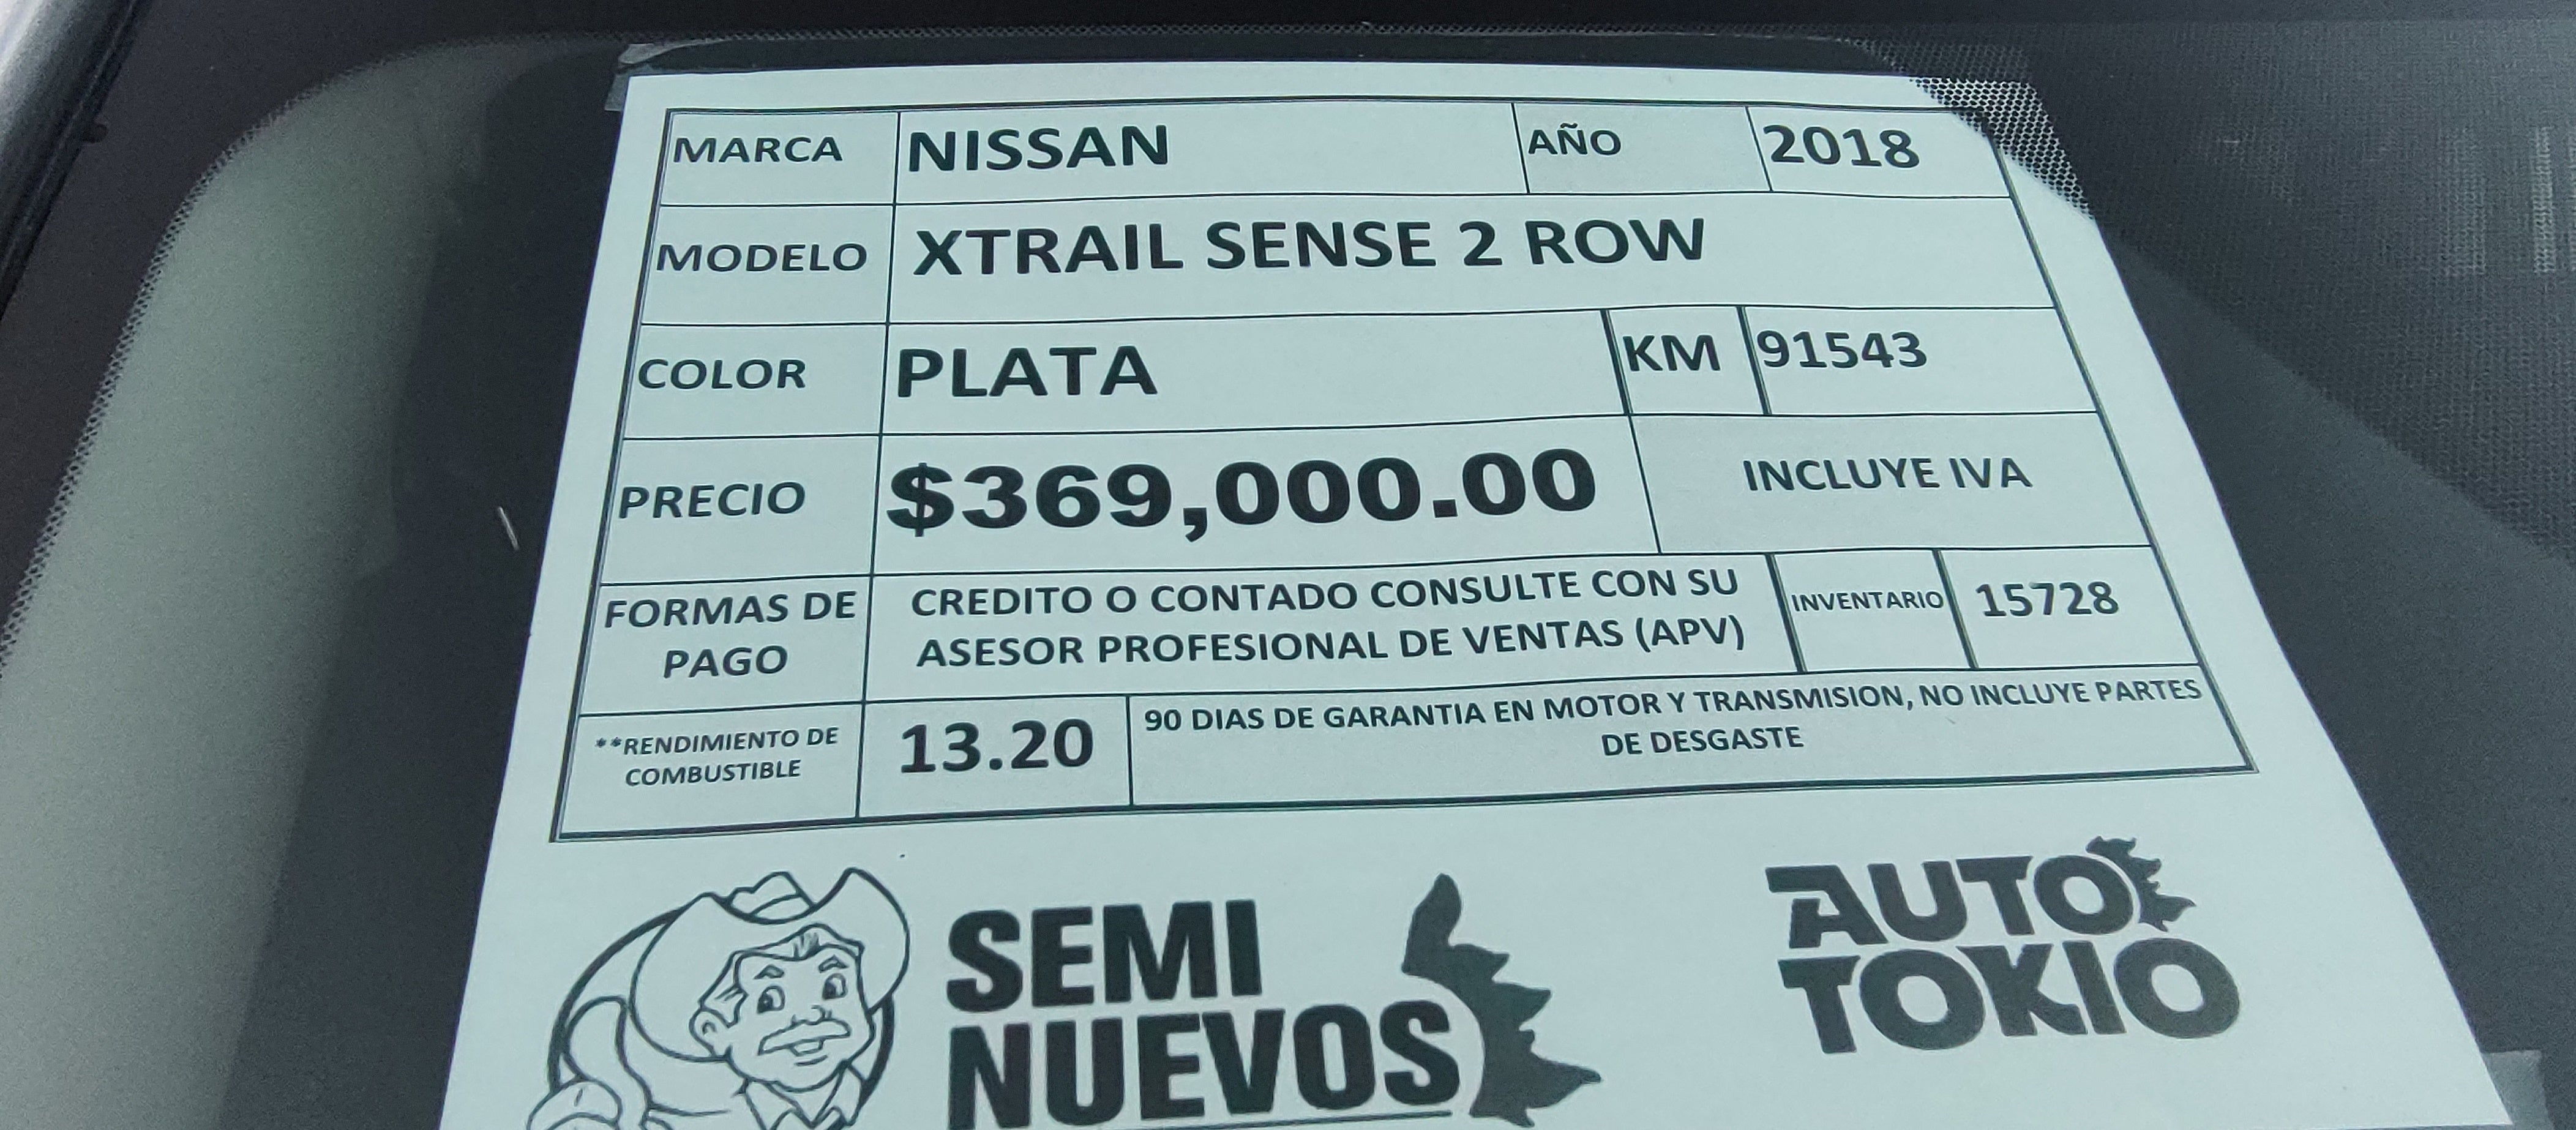 MARCA NISSAN AÑO 2018
MODELO XTRAIL SENSE 2 ROW
COLOR PLATA KM 91543
PRECIO $369,000.00 INCLUYE IVA
FORMAS DE PAGO
CREDITO O CONTADO CONSULTE CON SU
ASESOR PROFESIONAL DE VENTAS (APV)
INVENTARIO 15728
**RENDIMIENTO DE
COMBUSTIBLE
13.20
90 DIAS DE GARANTIA EN MOTOR Y TRANSMISION, NO INCLUYE PARTES
DE DESGASTE
SEMI
NUEVOS
AUTO
TOKIO